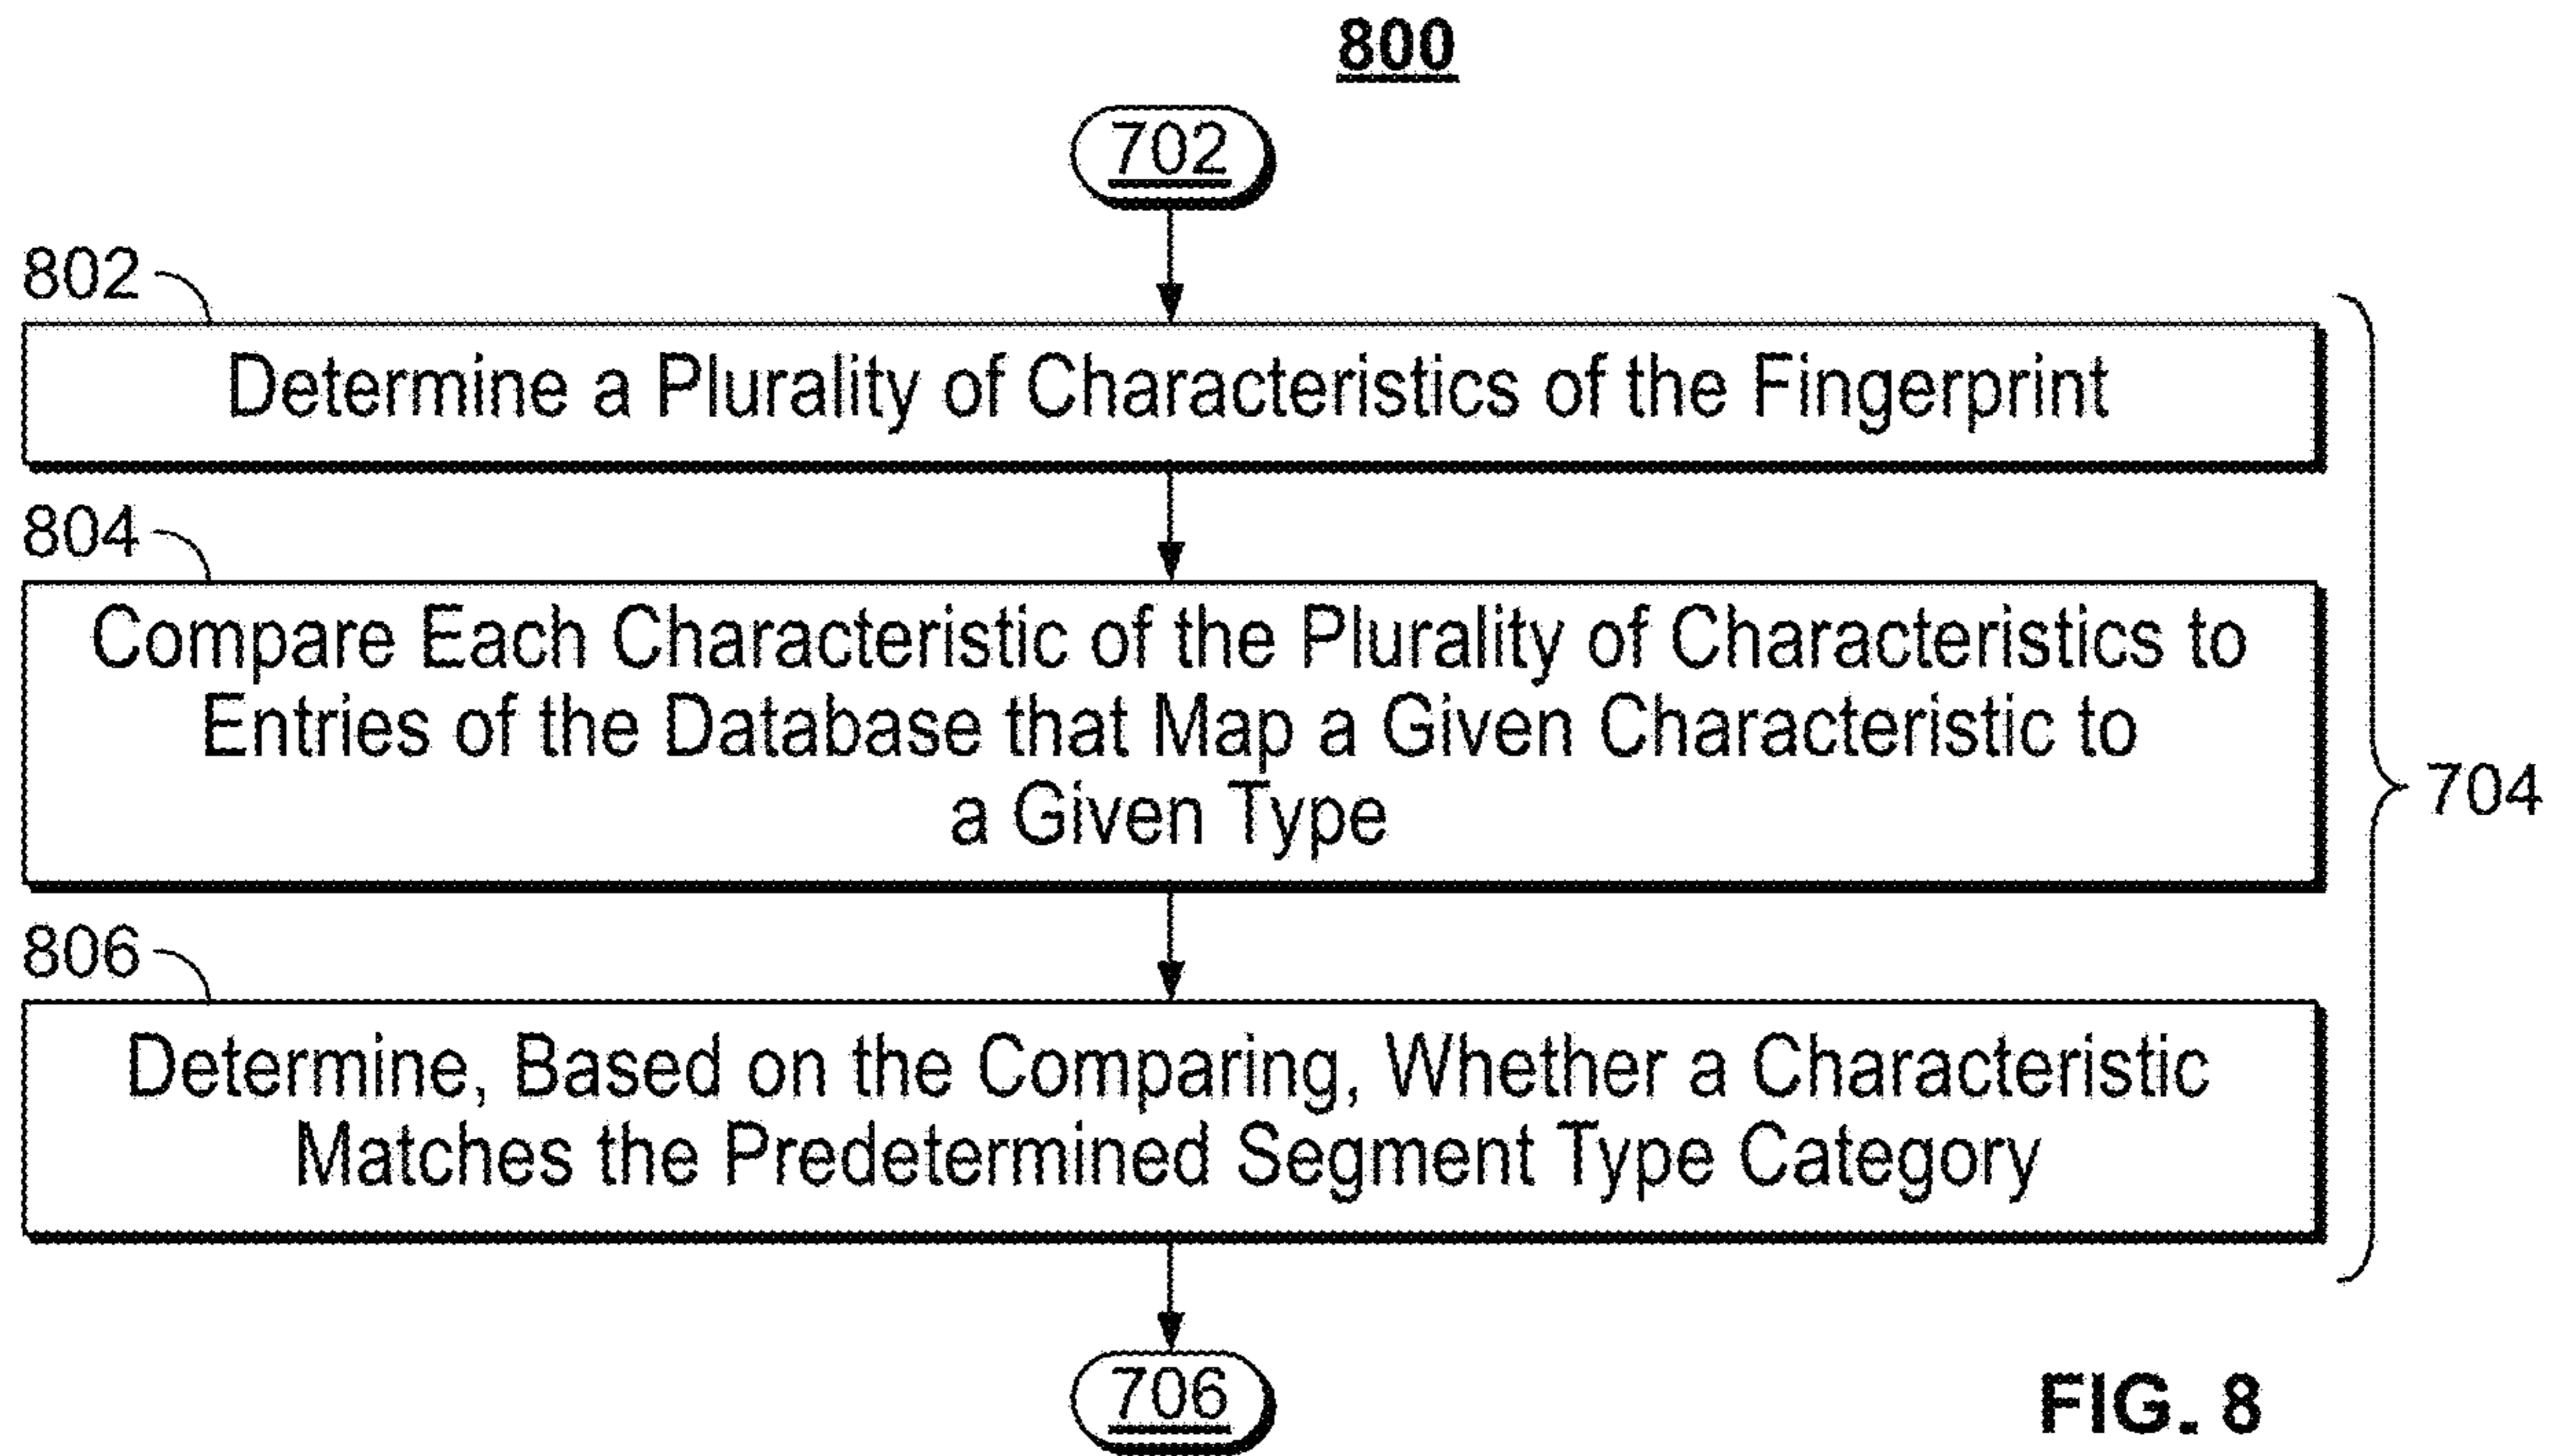 800
702
802
Determine a Plurality of Characteristics of the Fingerprint
804
Compare Each Characteristic of the Plurality of Characteristics to
Entries of the Database that Map a Given Characteristic to
a Given Type
704
806
Determine, Based on the Comparing, Whether a Characteristic
Matches the Predetermined Segment Type Category
706
FIG. 8